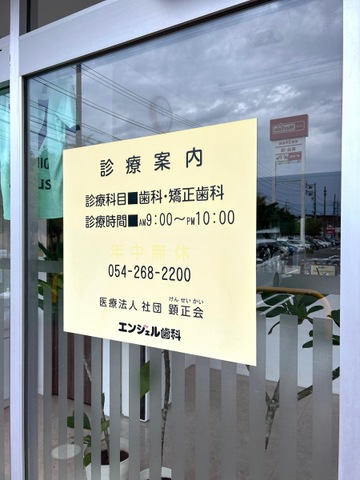 診療案内
診療科目■歯科・矯正歯科
診療時間■AM9:00～PM10:00
年中無休
054-268-2200
医療法人社団 顕正会
けんせいかい
エンジェル歯科